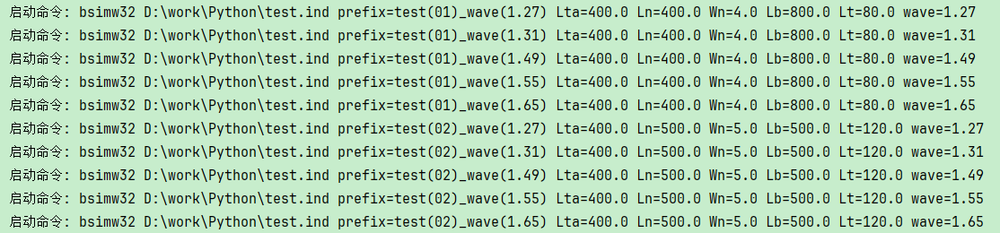 启动命令: bsimw32 D:\work\Python\test.ind prefix=test(01)_wave(1.27) Lta=400.0 Ln=400.0 Wn=4.0 Lb=800.0 Lt=80.0 wave=1.27
启动命令: bsimw32 D:\work\Python\test.ind prefix=test(01)_wave(1.31) Lta=400.0 Ln=400.0 Wn=4.0 Lb=800.0 Lt=80.0 wave=1.31
启动命令: bsimw32 D:\work\Python\test.ind prefix=test(01)_wave(1.49) Lta=400.0 Ln=400.0 Wn=4.0 Lb=800.0 Lt=80.0 wave=1.49
启动命令: bsimw32 D:\work\Python\test.ind prefix=test(01)_wave(1.55) Lta=400.0 Ln=400.0 Wn=4.0 Lb=800.0 Lt=80.0 wave=1.55
启动命令: bsimw32 D:\work\Python\test.ind prefix=test(01)_wave(1.65) Lta=400.0 Ln=400.0 Wn=4.0 Lb=800.0 Lt=80.0 wave=1.65
启动命令: bsimw32 D:\work\Python\test.ind prefix=test(02)_wave(1.27) Lta=400.0 Ln=500.0 Wn=5.0 Lb=500.0 Lt=120.0 wave=1.27
启动命令: bsimw32 D:\work\Python\test.ind prefix=test(02)_wave(1.31) Lta=400.0 Ln=500.0 Wn=5.0 Lb=500.0 Lt=120.0 wave=1.31
启动命令: bsimw32 D:\work\Python\test.ind prefix=test(02)_wave(1.49) Lta=400.0 Ln=500.0 Wn=5.0 Lb=500.0 Lt=120.0 wave=1.49
启动命令: bsimw32 D:\work\Python\test.ind prefix=test(02)_wave(1.55) Lta=400.0 Ln=500.0 Wn=5.0 Lb=500.0 Lt=120.0 wave=1.55
启动命令: bsimw32 D:\work\Python\test.ind prefix=test(02)_wave(1.65) Lta=400.0 Ln=500.0 Wn=5.0 Lb=500.0 Lt=120.0 wave=1.65